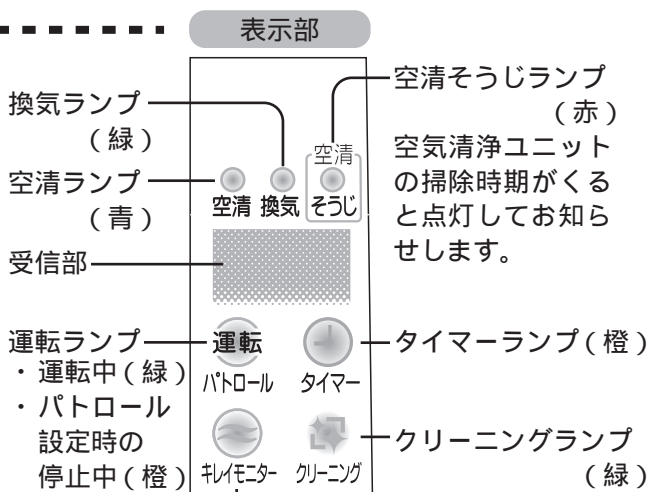 表示部
換気ランプ
(緑)
空清ランプ
(青)
受信部
運転ランプ
・運転中(緑)
・パトロール
設定時の
停止中(橙)
空清
空清 換気 そうじ
運転
パトロール タイマー
キレイモニター クリーニング
空清そうじランプ
(赤)
空気清浄ユニット
の掃除時期がくる
と点灯してお知ら
せします。
タイマーランプ(橙)
クリーニングランプ
(緑)